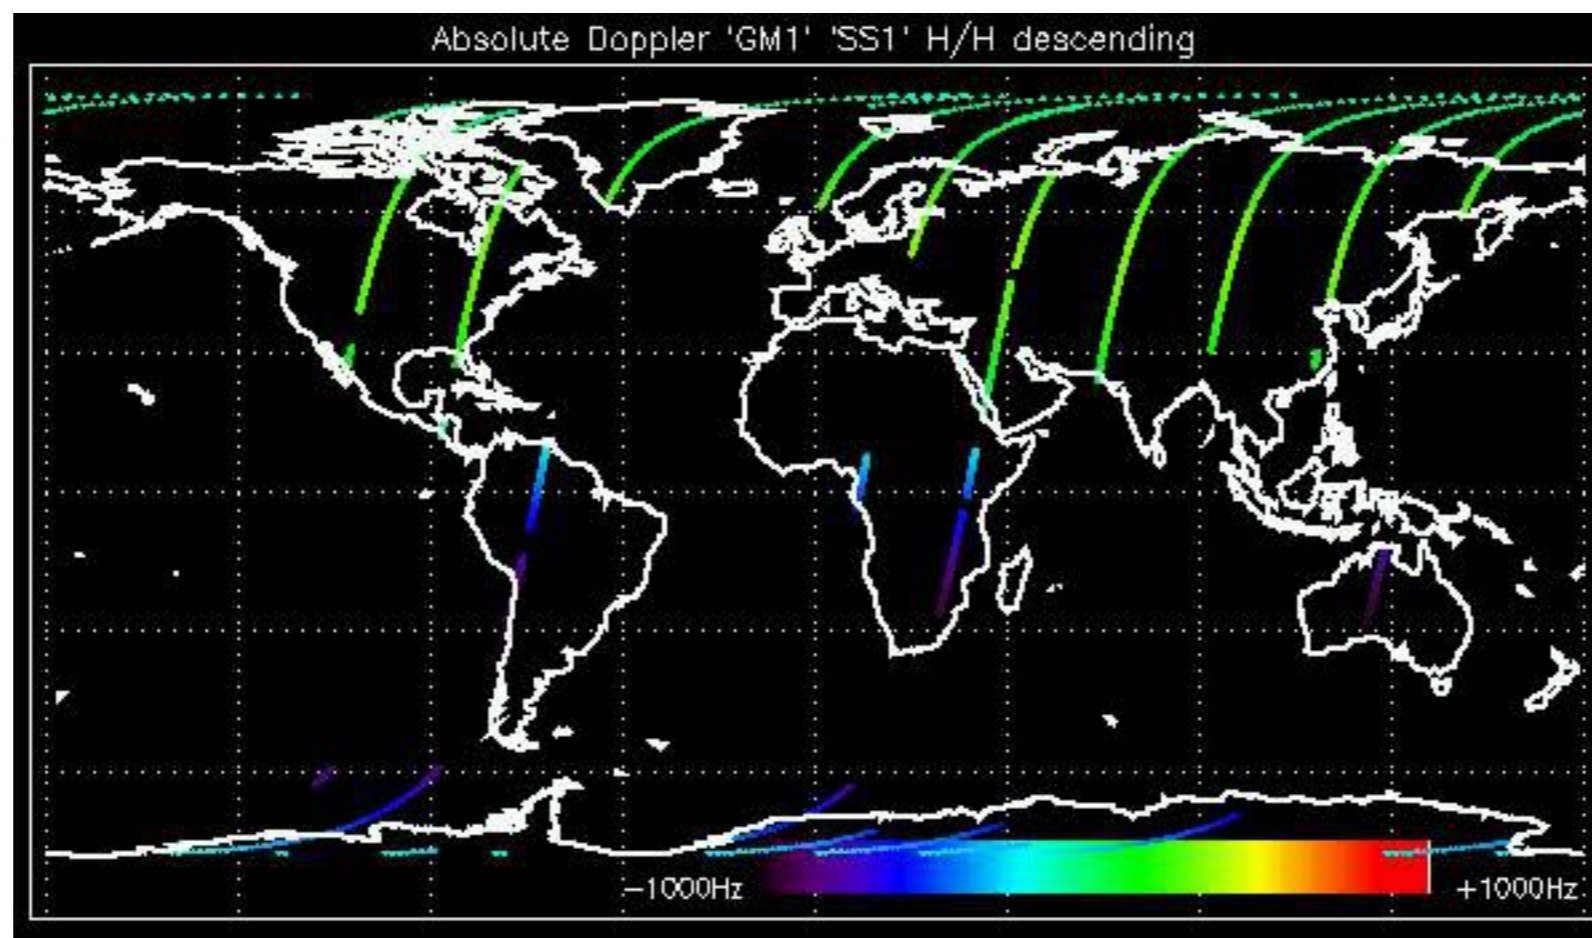 Absolute Doppler 'GM1' 'SS1' H/H descending
−1000Hz
+1000Hz